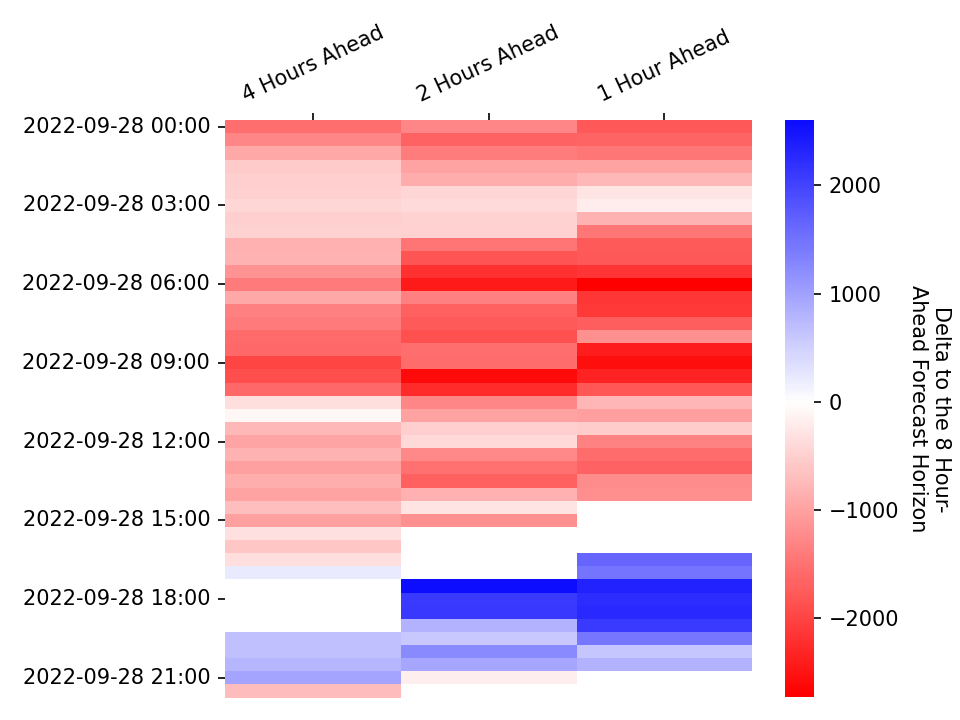 4 Hours Ahead
2 Hours Ahead
1 Hour Ahead
2022-09-28 00:00
2022-09-28 03:00
2022-09-28 06:00
2022-09-28 09:00
2022-09-28 12:00
2022-09-28 15:00
2022-09-28 18:00
2022-09-28 21:00
2000
1000
0
−1000
−2000
Delta to the 8 Hour-
Ahead Forecast Horizon